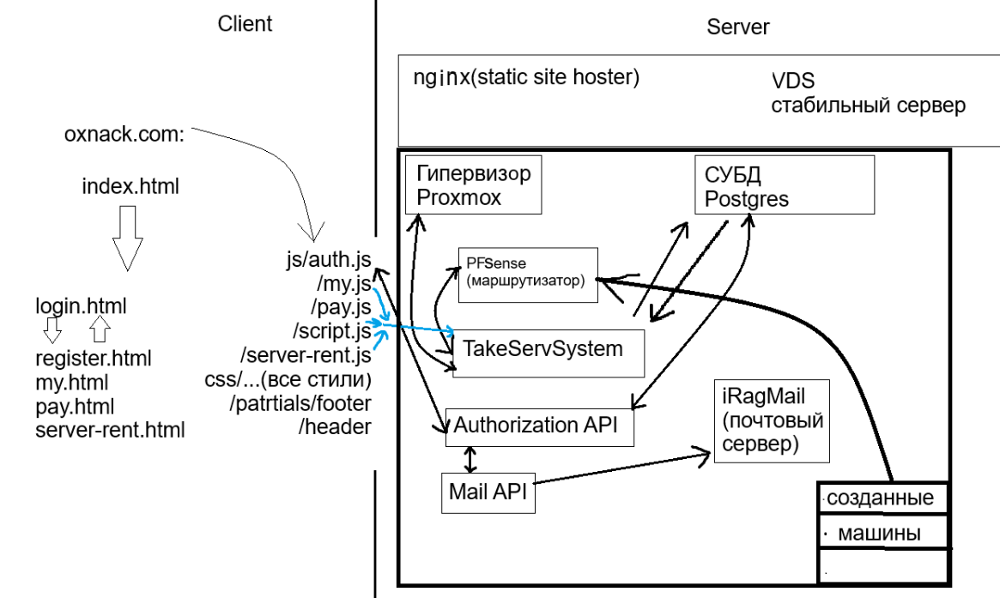 Client
Server
nginx(static site hoster)
VDS
стабильный сервер
oxnack.com:
index.html
login.html
register.html
my.html
pay.html
server-rent.html
js/auth.js
/my.js
/pay.js
/script.js
/server-rent.js
css/...(все стили)
/patrtials/footer
/header
Гипервизор
Proxmox
СУБД
Postgres
PFSense
(маршрутизатор)
TakeServSystem
Authorization API
Mail API
iRagMail
(почтовый
сервер)
созданные
машины